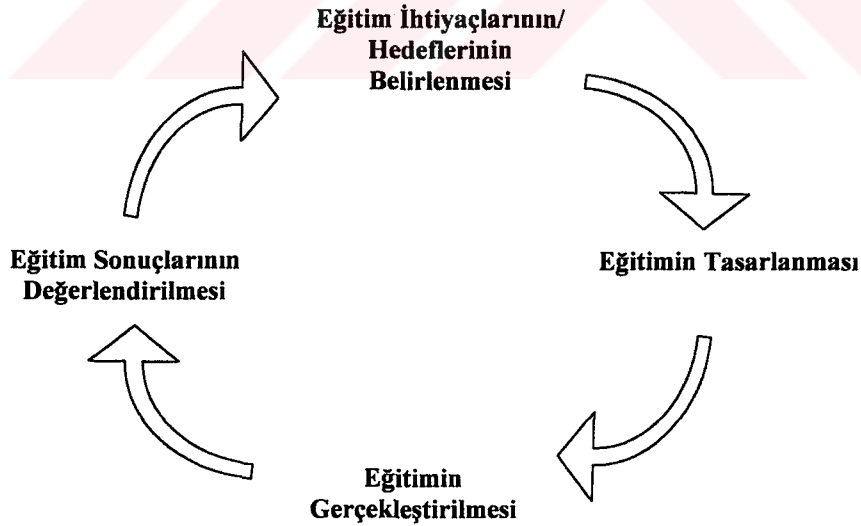 Eğitim İhtiyaçlarının/
Hedeflerinin
Belirlenmesi
Eğitimin Tasarlanması
Eğitimin
Gerçekleştirilmesi
Eğitim Sonuçlarının
Değerlendirilmesi